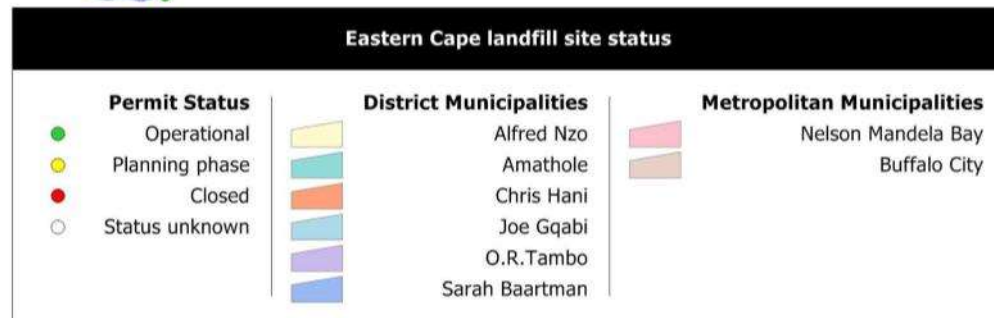 Eastern Cape landfill site status
Permit Status
Operational
Planning phase
Closed
Status unknown
District Municipalities
Alfred Nzo
Amathole
Chris Hani
Joe Gqabi
O.R.Tambo
Sarah Baartman
Metropolitan Municipalities
Nelson Mandela Bay
Buffalo City